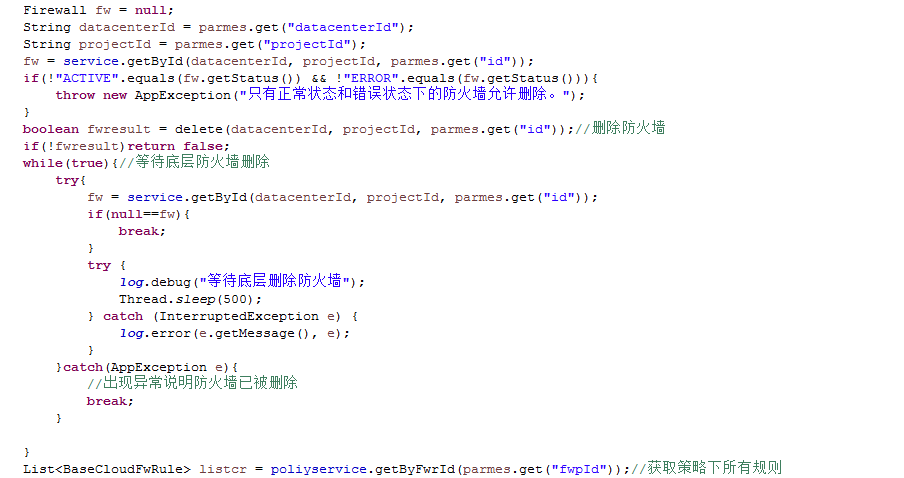 Firewall fw = null;
String datacenterId = parmes.get("datacenterId");
String projectId = parmes.get("projectId");
fw = service.getById(datacenterId, projectId, parmes.get("id"));
if(!"ACTIVE".equals(fw.getStatus()) && !"ERROR".equals(fw.getStatus())){
    throw new AppException("只有正常状态和错误状态下的防火墙允许删除。");
}
boolean fwresult = delete(datacenterId, projectId, parmes.get("id"));//删除防火墙
if(!fwresult)return false;
while(true){//等待底层防火墙删除
    try{
        fw = service.getById(datacenterId, projectId, parmes.get("id"));
        if(null==fw){
            break;
        }
        try {
            log.debug("等待底层删除防火墙");
            Thread.sleep(500);
        } catch (InterruptedException e) {
            log.error(e.getMessage(), e);
        }
    }catch(AppException e){
        //出现异常说明防火墙已被删除
        break;
    }
}
List<BaseCloudFwRule> listcr = poliyservice.getByFwrId(parmes.get("fwpId"));//获取策略下所有规则